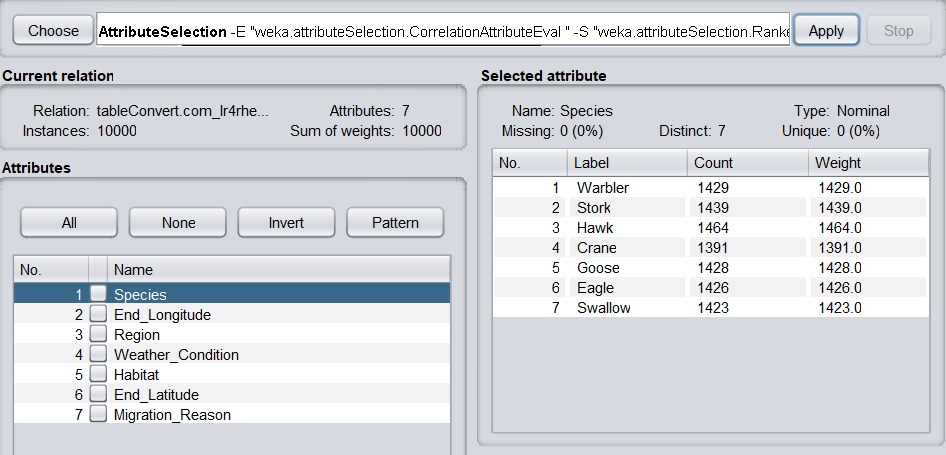 Choose AttributeSelection -E "weka.attributeSelection.CorrelationAttributeEval " -S "weka.attributeSelection.Ranke Apply Stop
Current relation
Relation: tableConvert.com_lr4rhe... Attributes: 7
Instances: 10000 Sum of weights: 10000
Attributes
All None Invert Pattern
No. Name
1 Species
2 End_Longitude
3 Region
4 Weather_Condition
5 Habitat
6 End_Latitude
7 Migration_Reason
Selected attribute
Name: Species Type: Nominal
Missing: 0 (0%) Distinct: 7 Unique: 0 (0%)
No. Label Count Weight
1 Warbler 1429 1429.0
2 Stork 1439 1439.0
3 Hawk 1464 1464.0
4 Crane 1391 1391.0
5 Goose 1428 1428.0
6 Eagle 1426 1426.0
7 Swallow 1423 1423.0